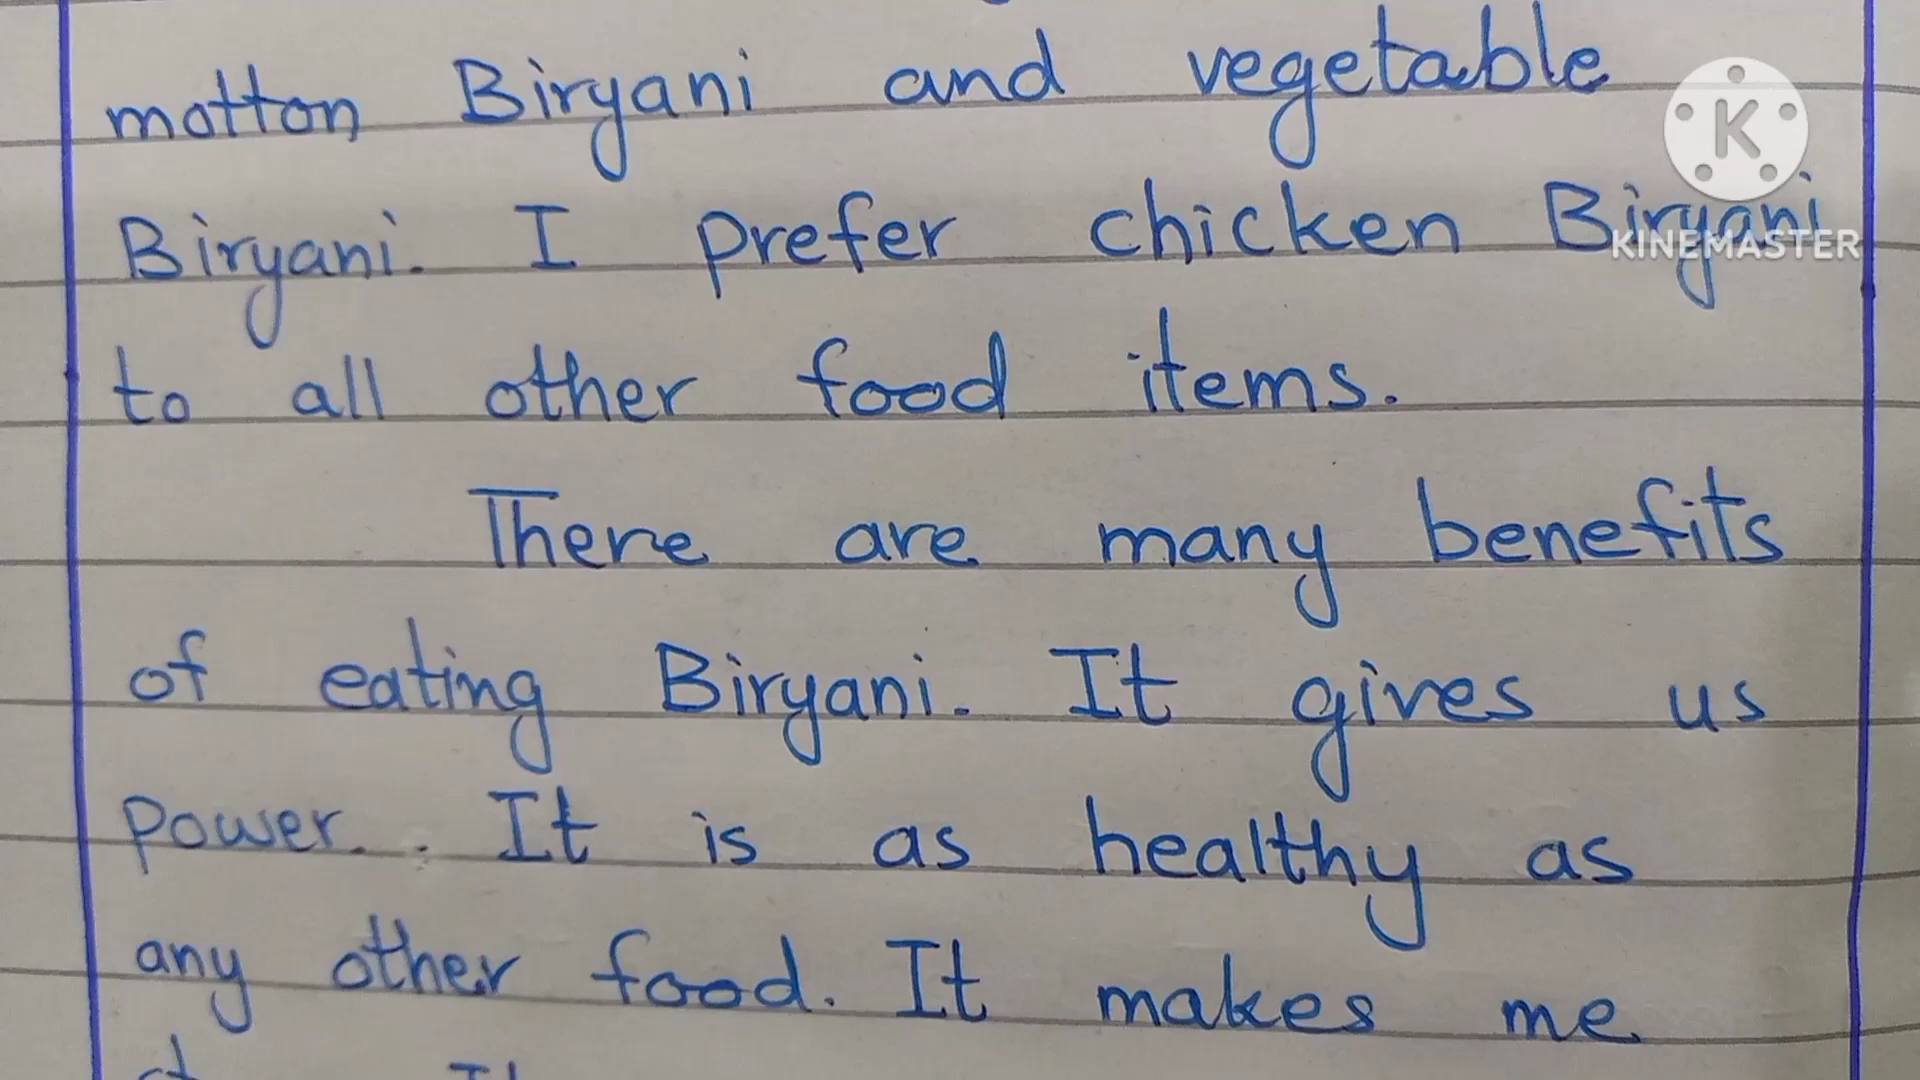 motton Biryani and vegetable
Biryani. I prefer chicken Biryani
to all other food items.
There are many benefits
of eating Biryani. It gives us
power. It is as healthy as
any other food. It makes me
K
KINEMASTER